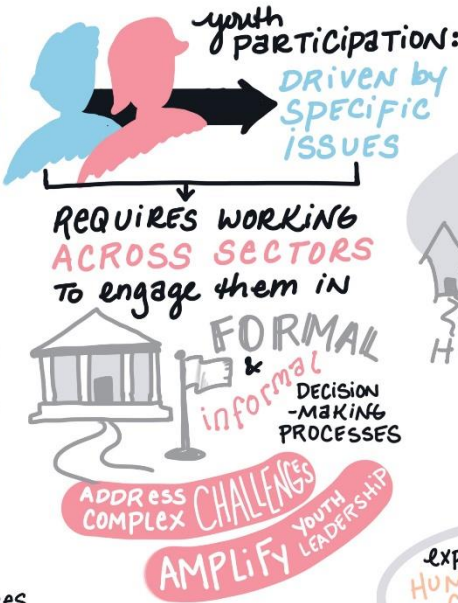 youth
PARTICIPATION:
DRIVEN by
SPECIFIC
ISSUES
REQUIRES WORKING
ACROSS SECTORS
To engage them in
FORMAL
&
informal
DECISION
-MAKING
PROCESSES
ADDRESS
COMPLEX CHALLENGES
AMPLIFY YOUTH
LEADERSHIP